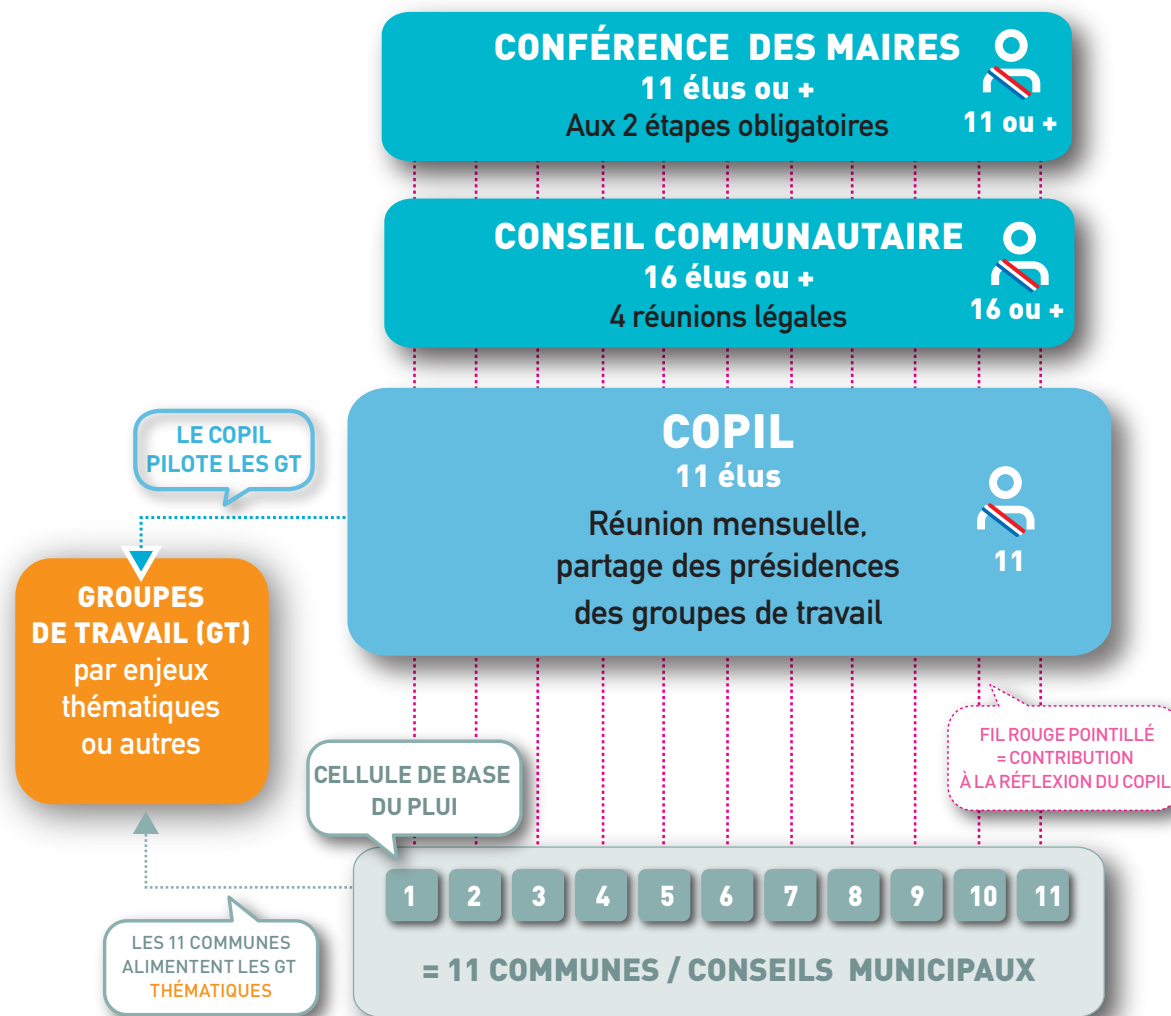 CONFÉRENCE DES MAIRES
11 élus ou +
Aux 2 étapes obligatoires
11 ou +
CONSEIL COMMUNAUTAIRE
16 élus ou +
4 réunions légales
16 ou +
LE COPIL
PILOTE LES GT
COPIL
11 élus
Réunion mensuelle,
partage des présidences
des groupes de travail
11
GROUPES
DE TRAVAIL (GT)
par enjeux
thématiques
ou autres
FIL ROUGE POINTILLÉ
= CONTRIBUTION
À LA RÉFLEXION DU COPIL
CELLULE DE BASE
DU PLUI
1 2 3 4 5 6 7 8 9 10 11
= 11 COMMUNES / CONSEILS MUNICIPAUX
LES 11 COMMUNES
ALIMENTENT LES GT
THÉMATIQUES